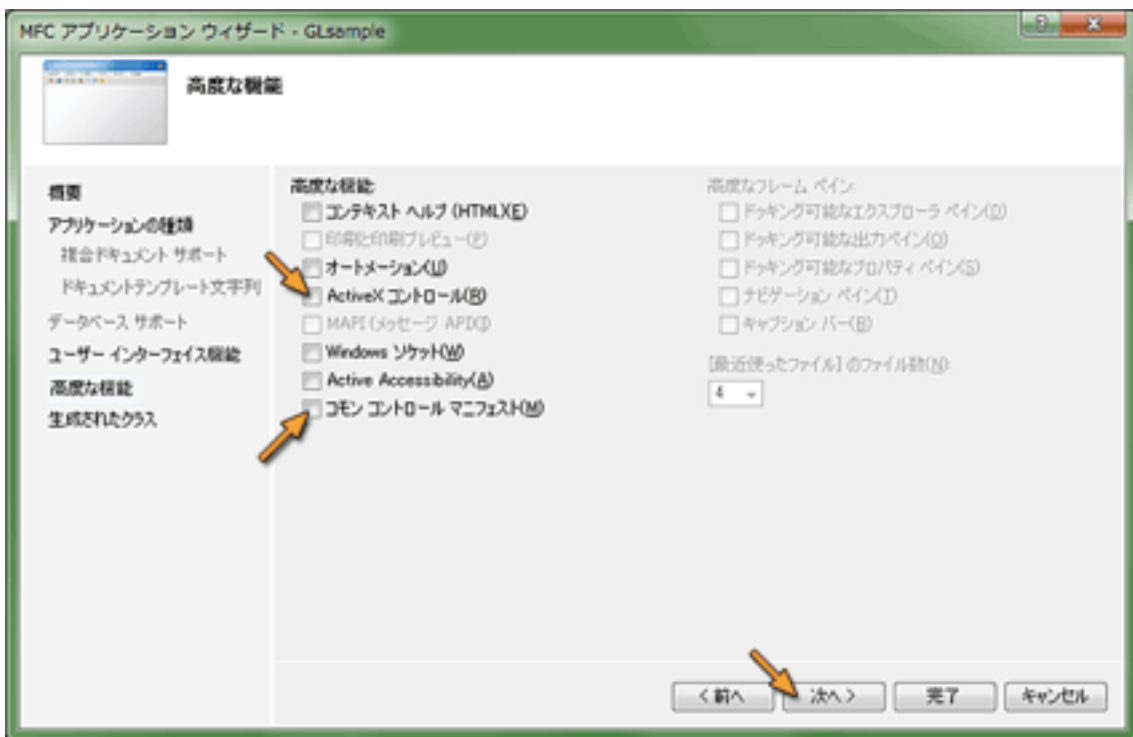 MFC アプリケーション ウィザード - GLsample
高度な機能
概要
アプリケーションの種類
複合ドキュメント サポート
ドキュメントテンプレート文字列
データベース サポート
ユーザー インターフェイス機能
高度な機能
生成されたクラス
高度な機能:
コンテキスト ヘルプ (HTML)(E)
印刷と印刷プレビュー(P)
オートメーション(U)
ActiveX コントロール(R)
MAPI (メッセージ API)(I)
Windows ソケット(W)
Active Accessibility(A)
コモン コントロール マニフェスト(M)
高度なフレーム ペイン:
ドッキング可能なエクスプローラ ペイン(D)
ドッキング可能な出力ペイン(O)
ドッキング可能なプロパティ ペイン(S)
ナビゲーション ペイン(T)
キャプション バー(B)
[最近使ったファイル] のファイル数(N):
4
< 前へ
次へ >
完了
キャンセル